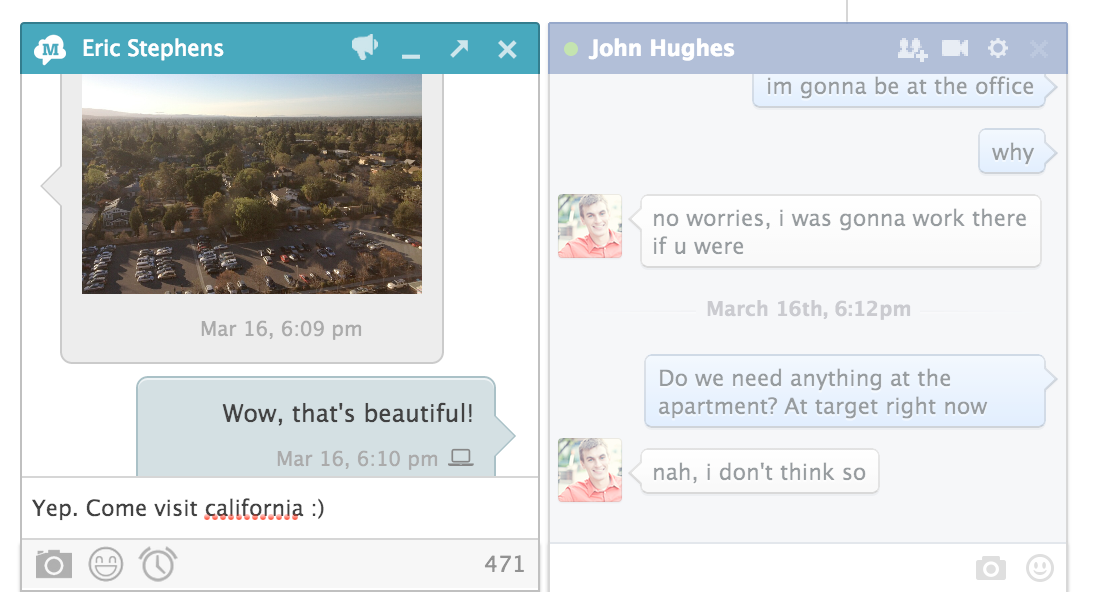 M
Eric Stephens
Mar 16, 6:09 pm
Wow, that's beautiful!
Mar 16, 6:10 pm
Yep. Come visit california :)
471
John Hughes
im gonna be at the office
why
no worries, i was gonna work there
if u were
March 16th, 6:12pm
Do we need anything at the
apartment? At target right now
nah, i don't think so